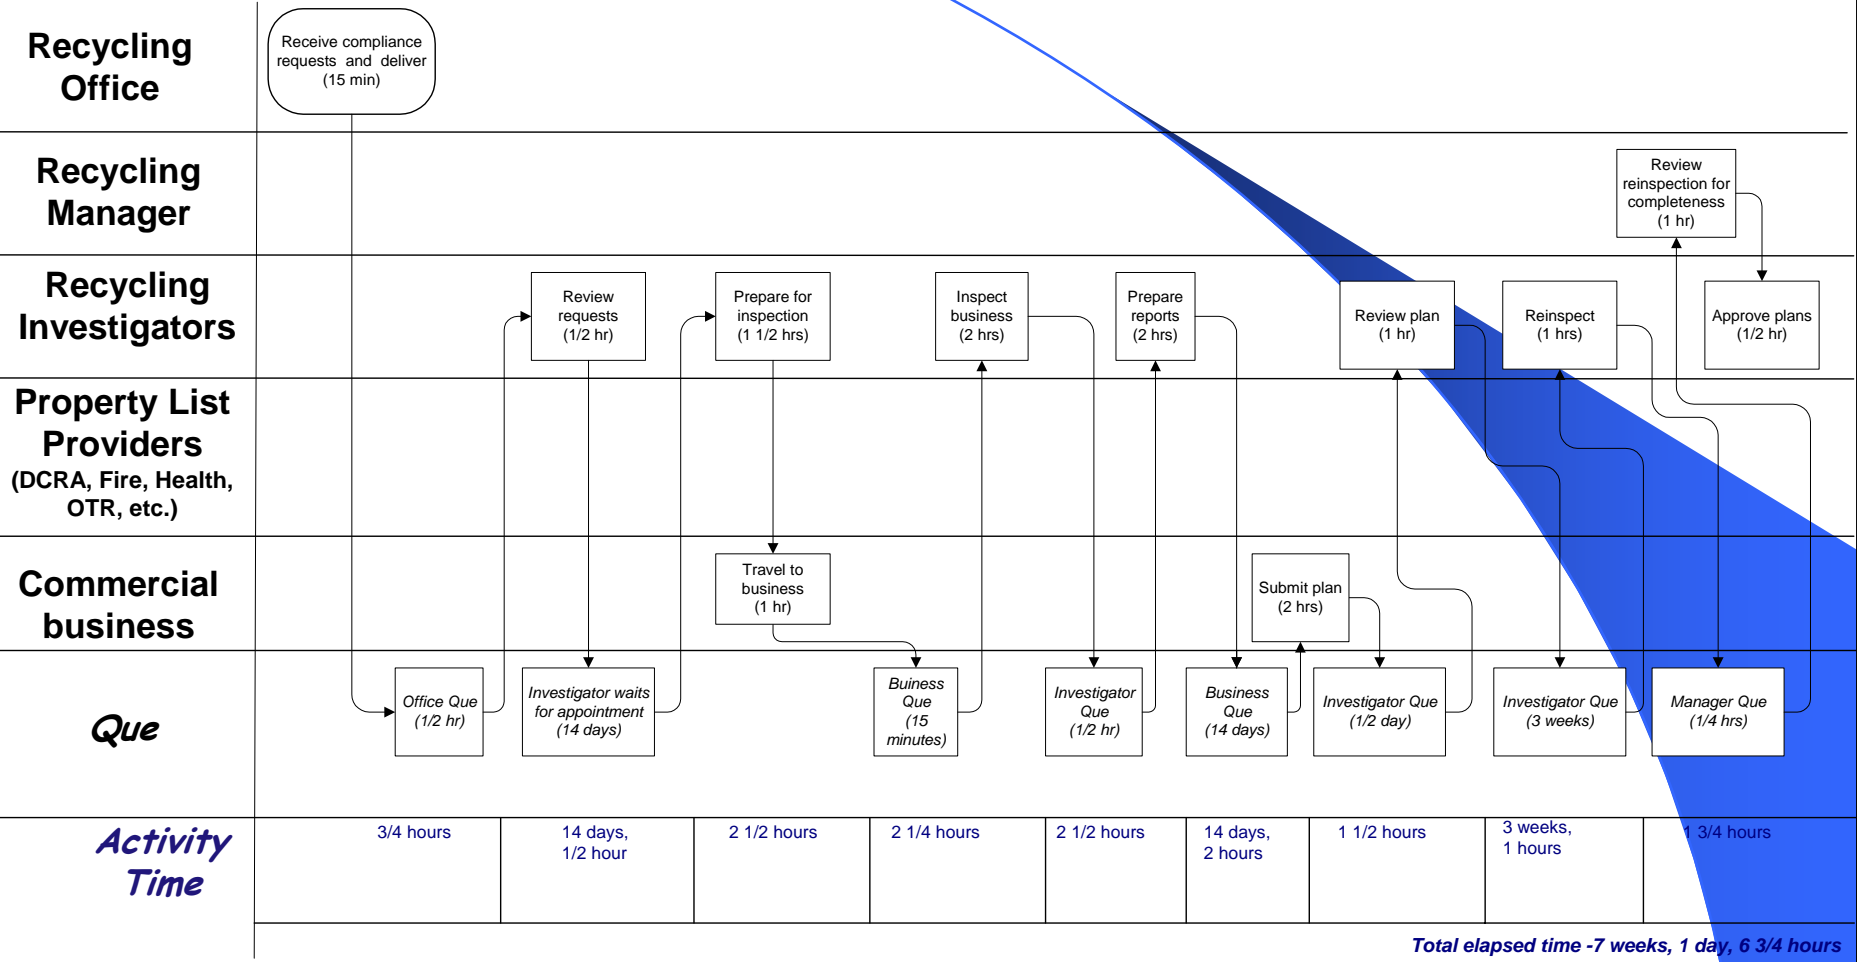 Recycling
Office
Receive compliance
requests and deliver
(15 min)
Recycling
Manager
Review
reinspection for
completeness
(1 hr)
Recycling
Investigators
Review
requests
(1/2 hr)
Prepare for
inspection
(1 1/2 hrs)
Inspect
business
(2 hrs)
Prepare
reports
(2 hrs)
Review plan
(1 hr)
Reinspect
(1 hrs)
Approve plans
(1/2 hr)
Property List
Providers
(DCRA, Fire, Health,
OTR, etc.)
Commercial
business
Travel to
business
(1 hr)
Submit plan
(2 hrs)
Que
Office Que
(1/2 hr)
Investigator waits
for appointment
(14 days)
Buiness
Que
(15
minutes)
Investigator
Que
(1/2 hr)
Business
Que
(14 days)
Investigator Que
(1/2 day)
Investigator Que
(3 weeks)
Manager Que
(1/4 hrs)
Activity
Time
3/4 hours
14 days,
1/2 hour
2 1/2 hours
2 1/4 hours
2 1/2 hours
14 days,
2 hours
1 1/2 hours
3 weeks,
1 hours
1 3/4 hours
Total elapsed time -7 weeks, 1 day, 6 3/4 hours